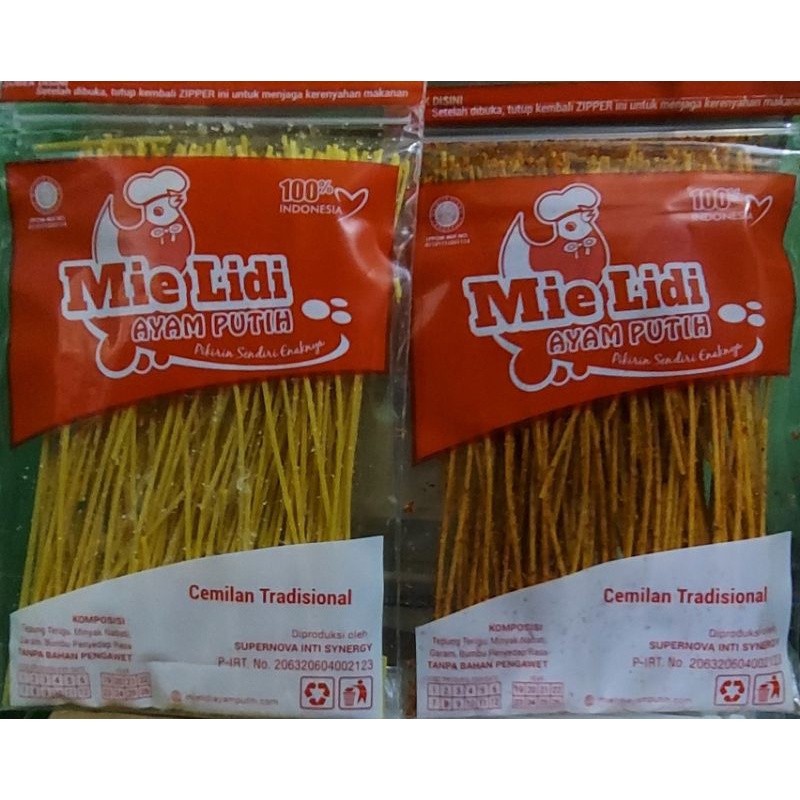 Setelah dibuka, tutup kembali ZIPPER ini untuk menjaga kerenyahan makanan
100%
INDONESIA
Mie Lidi
AYAM PUTIH
Pikirin Sendiri Enaknya
Cemilan Tradisional
KOMPOSISI
Tepung Terigu, Minyak Nabati,
Garam, Bumbu Penyedap Rasa
TANPA BAHAN PENGAWET
Diproduksi oleh
SUPERNOVA INTI SYNERGY
P-IRT. No. 206320604002123
DISINI
Setelah dibuka, tutup kembali ZIPPER ini untuk menjaga kerenyahan makanan
100%
INDONESIA
Mie Lidi
AYAM PUTIH
Pikirin Sendiri Enaknya
Cemilan Tradisional
KOMPOSISI
Tepung Terigu, Minyak Nabati,
Garam, Bumbu Penyedap Rasa
TANPA BAHAN PENGAWET
Diproduksi oleh
SUPERNOVA INTI SYNERGY
P-IRT. No. 206320604002123